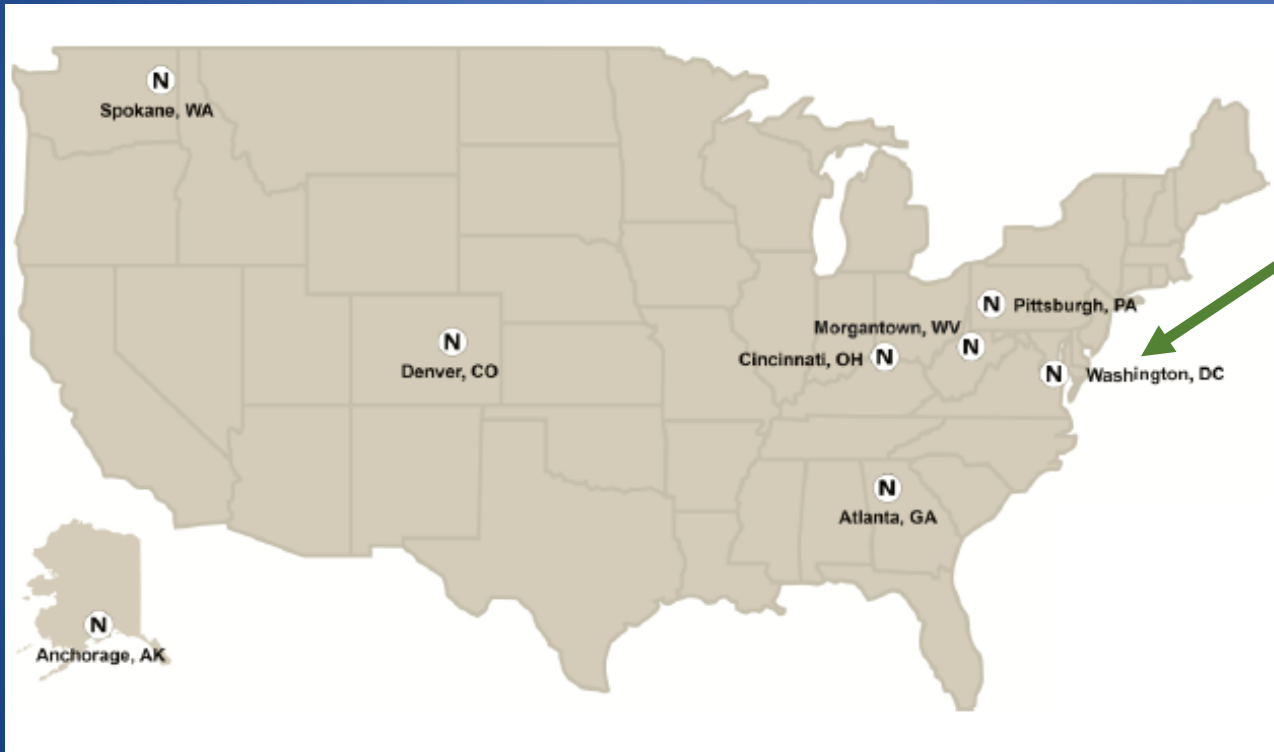 N
Spokane, WA
N
Pittsburgh, PA
Morgantown, WV
N
N
Denver, CO
Cincinnati, OH N
N
Washington, DC
N
Atlanta, GA
N
Anchorage, AK